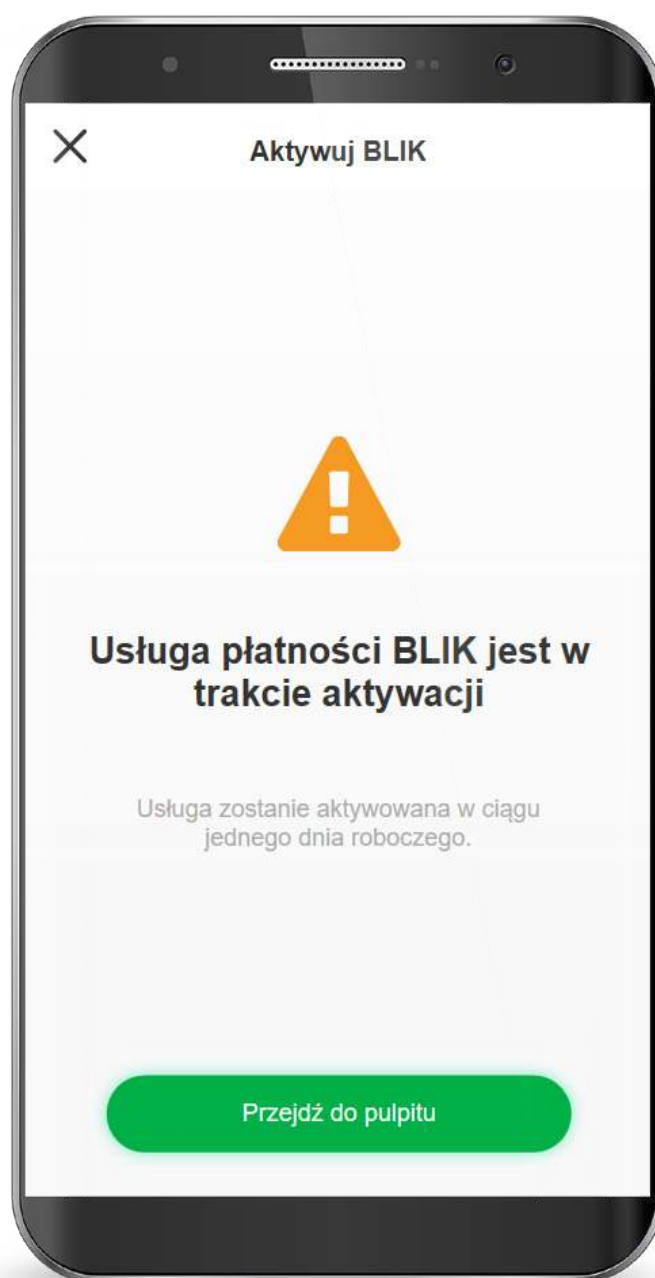 Aktywuj BLIK
Usługa płatności BLIK jest w
trakcie aktywacji
Usługa zostanie aktywowana w ciągu
jednego dnia roboczego.
Przejdź do pulpitu